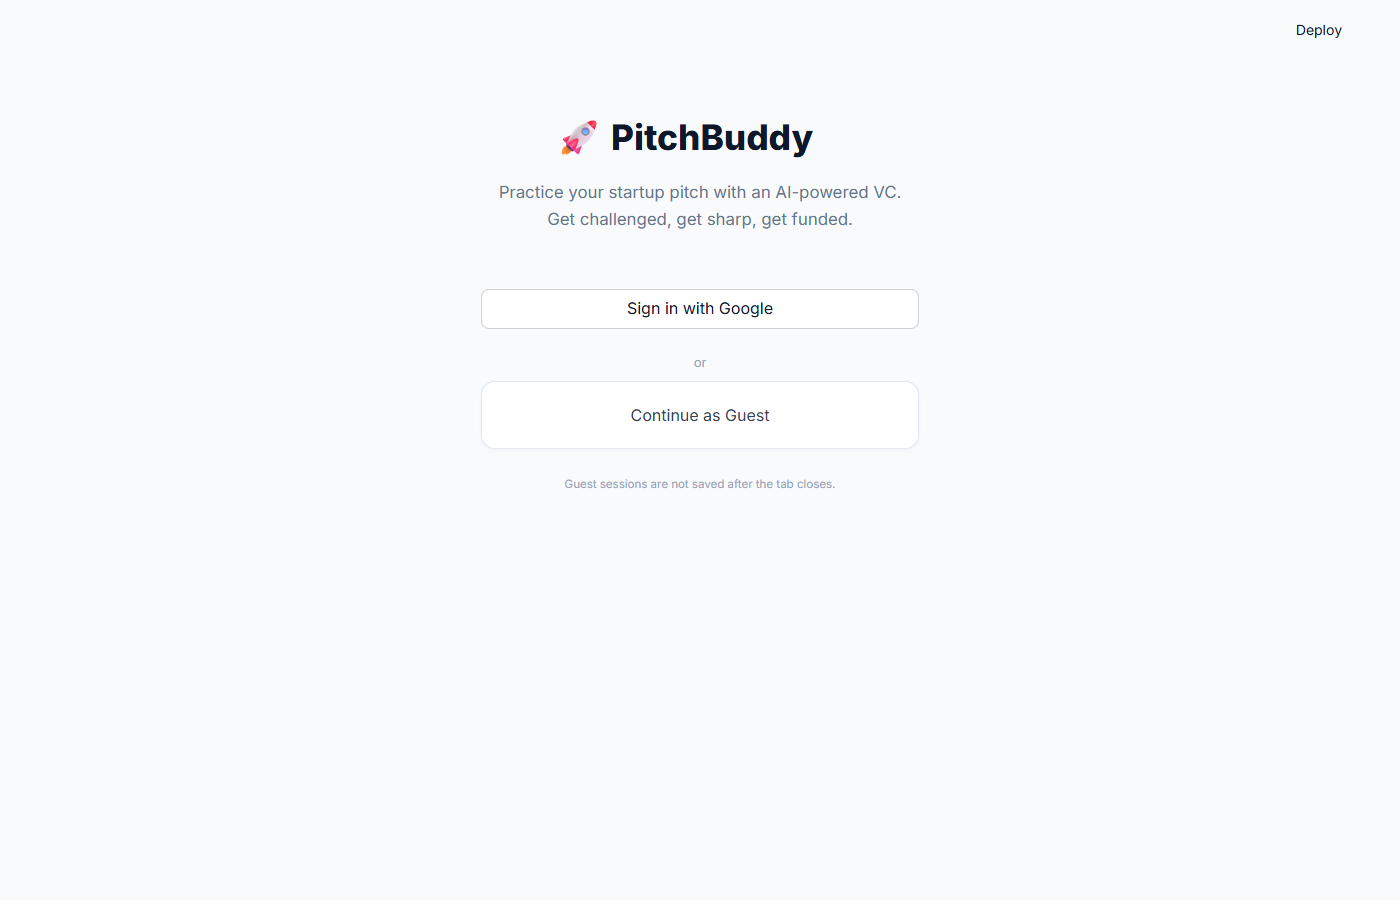 Deploy
🚀 PitchBuddy
Practice your startup pitch with an AI-powered VC.
Get challenged, get sharp, get funded.
Sign in with Google
or
Continue as Guest
Guest sessions are not saved after the tab closes.